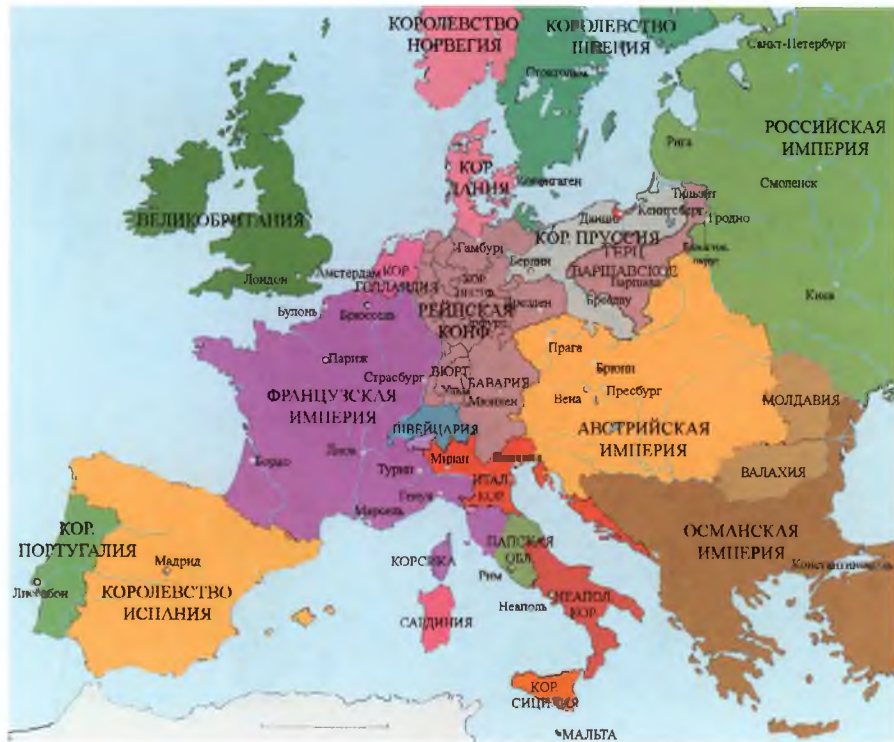 КОРОЛЕВСТВО
НОРВЕГИЯ
КОРОЛЕВСТВО
ШВЕЦИЯ
Санкт-Петербург
Стокгольм
РОССИЙСКАЯ
ИМПЕРИЯ
Рига
КОР.
ДАНИЯ
Смоленск
Копенгаген
Тильзит
Данциг
Кенигсберг
Гродно
ВЕЛИКОБРИТАНИЯ
КОР. ПРУССИЯ
Гамбург
ГЕРЦ.
ВАРШАВСКОЕ
Варшава
Берлин
Лондон
Амстердам
КОР.
ГОЛЛАНДИЯ
КОР.
Дрезден
Бреслау
Киев
Булонь
Брюссель
РЕЙНСКАЯ
КОНФ.
Париж
Прага
Брюнн
Страсбург
ВЮРТ
Ульм
БАВАРИЯ
Мюнхен
Вена
Пресбург
ФРАНЦУЗСКАЯ
ИМПЕРИЯ
МОЛДАВИЯ
ШВЕЙЦАРИЯ
АВСТРИЙСКАЯ
ИМПЕРИЯ
Бордо
Лион
Милан
Турин
ВАЛАХИЯ
Генуя
ИТАЛ.
КОР.
Марсель
КОР.
ПОРТУГАЛИЯ
ПАПСКАЯ
ОБЛ.
ОСМАНСКАЯ
ИМПЕРИЯ
Мадрид
КОРСИКА
Константинополь
Лиссабон
Рим
КОРОЛЕВСТВО
ИСПАНИЯ
Неаполь
НЕАПОЛ.
КОР.
САРДИНИЯ
КОР.
СИЦИЛИЯ
МАЛЬТА